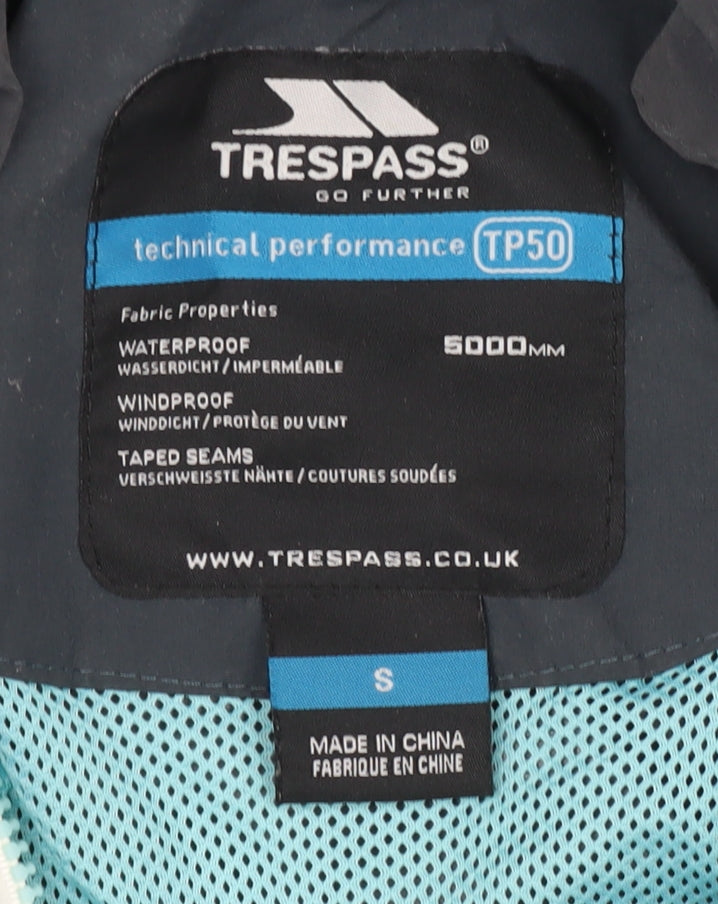 TRESPASS®
GO FURTHER
technical performance TP50
Fabric Properties
WATERPROOF 5000MM
WASSERDICHT / IMPERMÉABLE
WINDPROOF
WINDDICHT / PROTÈGE DU VENT
TAPED SEAMS
VERSCHWEISSTE NÄHTE / COUTURES SOUDÉES
WWW.TRESPASS.CO.UK
S
MADE IN CHINA
FABRIQUE EN CHINE